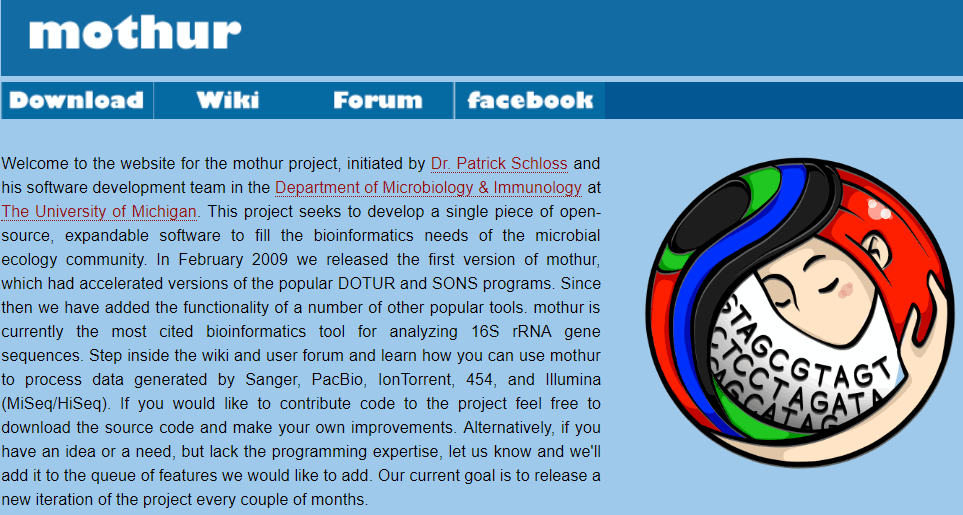 mothur
Download Wiki Forum facebook
Welcome to the website for the mothur project, initiated by Dr. Patrick Schloss and
his software development team in the Department of Microbiology & Immunology at
The University of Michigan. This project seeks to develop a single piece of open-
source, expandable software to fill the bioinformatics needs of the microbial
ecology community. In February 2009 we released the first version of mothur,
which had accelerated versions of the popular DOTUR and SONS programs. Since
then we have added the functionality of a number of other popular tools. mothur is
currently the most cited bioinformatics tool for analyzing 16S rRNA gene
sequences. Step inside the wiki and user forum and learn how you can use mothur
to process data generated by Sanger, PacBio, IonTorrent, 454, and Illumina
(MiSeq/HiSeq). If you would like to contribute code to the project feel free to
download the source code and make your own improvements. Alternatively, if you
have an idea or a need, but lack the programming expertise, let us know and we'll
add it to the queue of features we would like to add. Our current goal is to release a
new iteration of the project every couple of months.
GTAGCGTAGT
CTCCTAGATA